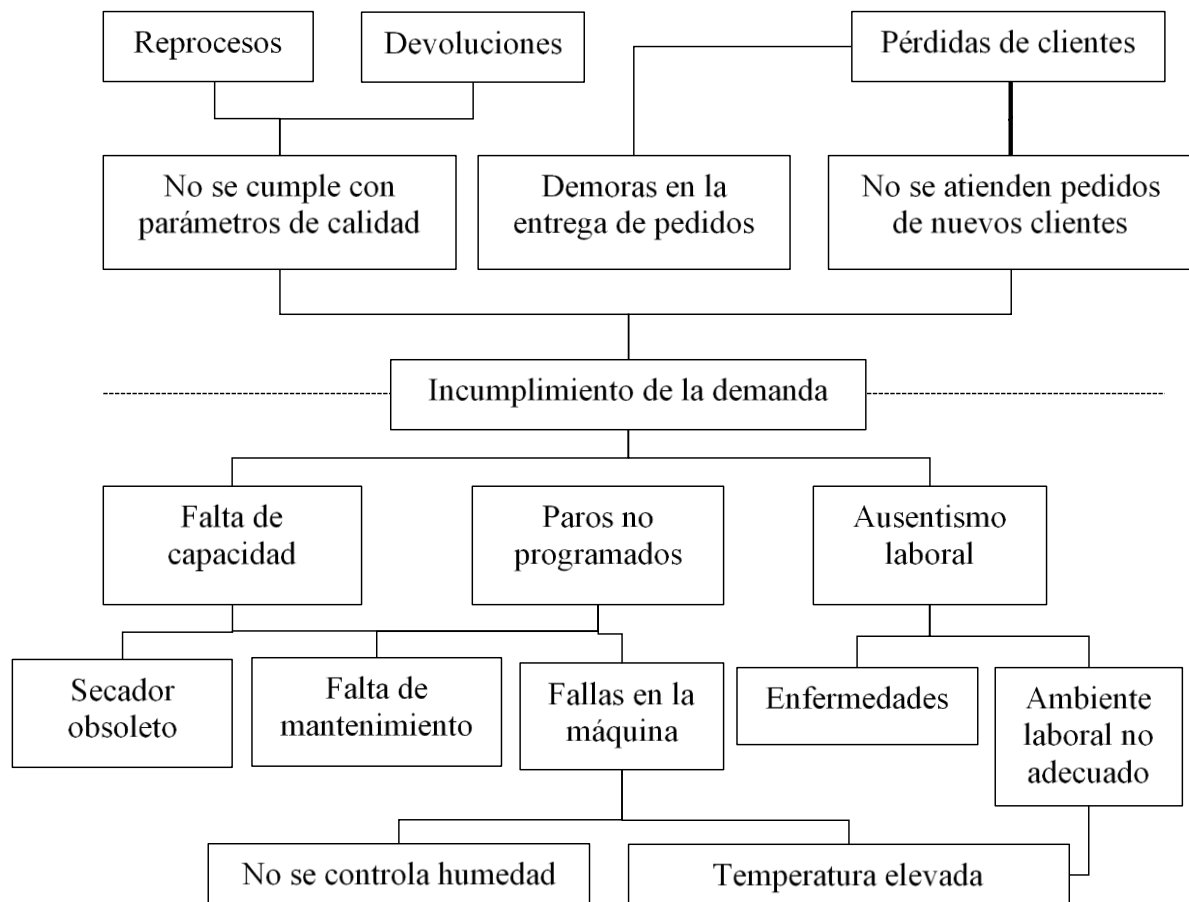 Reprocesos
Devoluciones
Pérdidas de clientes
No se cumple con
parámetros de calidad
Demoras en la
entrega de pedidos
No se atienden pedidos
de nuevos clientes
Incumplimiento de la demanda
Falta de
capacidad
Paros no
programados
Ausentismo
laboral
Secador
obsoleto
Falta de
mantenimiento
Fallas en la
máquina
Enfermedades
Ambiente
laboral no
adecuado
No se controla humedad
Temperatura elevada